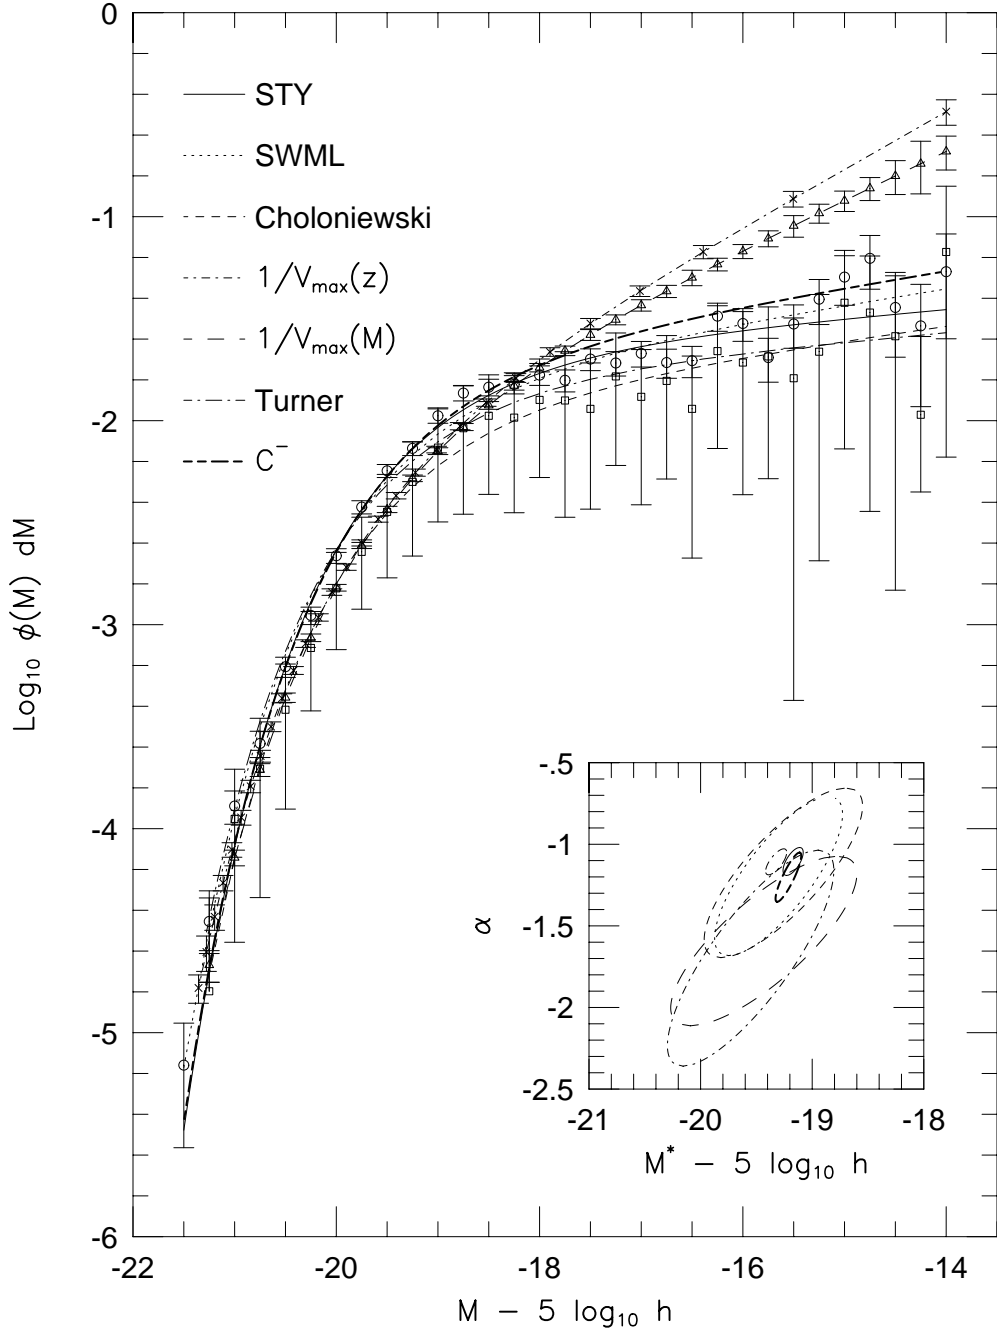 0
-1
-2
-3
-4
-5
-6
-22
-20
-18
-16
-14
Log₁₀ ϕ(M) dM
M − 5 log₁₀ h
STY
SWML
Choloniewski
1/Vₘₐₓ(z)
1/Vₘₐₓ(M)
Turner
C⁻
-.5
-1
-1.5
-2
-2.5
α
-21
-20
-19
-18
M* − 5 log₁₀ h